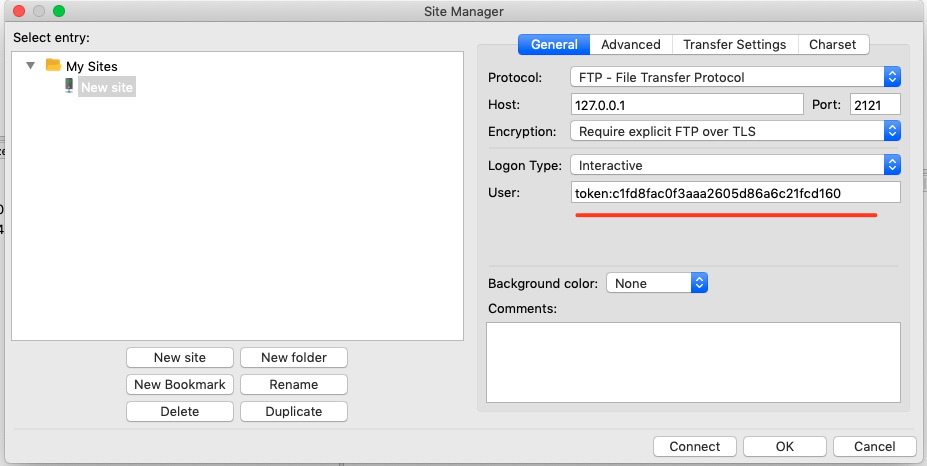 Site Manager
Select entry:
My Sites
New site
New site
New folder
New Bookmark
Rename
Delete
Duplicate
General
Advanced
Transfer Settings
Charset
Protocol:
FTP - File Transfer Protocol
Host:
127.0.0.1
Port:
2121
Encryption:
Require explicit FTP over TLS
Logon Type:
Interactive
User:
token:c1fd8fac0f3aaa2605d86a6c21fcd160
Background color:
None
Comments:
Connect
OK
Cancel